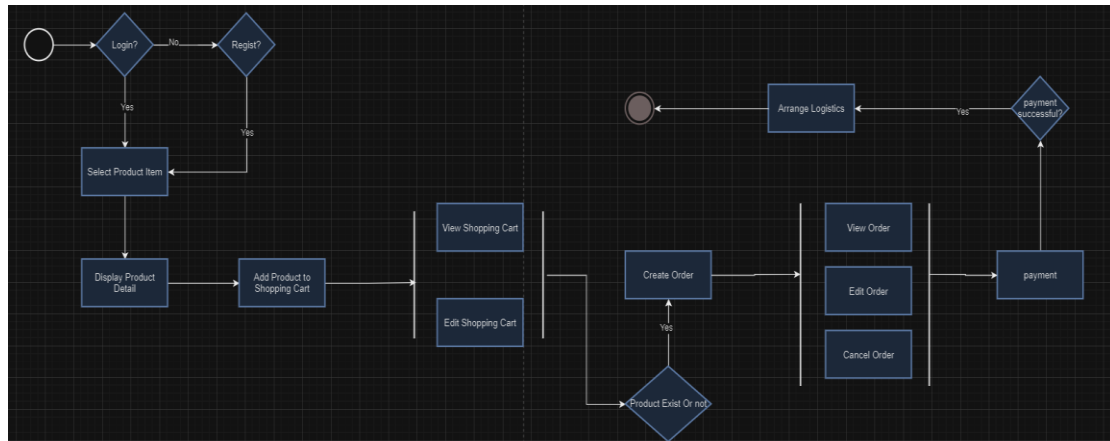 Login?
No
Regist?
Yes
Yes
Select Product Item
Display Product
Detail
Add Product to
Shopping Cart
View Shopping Cart
Edit Shopping Cart
Product Exist Or not
Yes
Create Order
View Order
Edit Order
Cancel Order
payment
payment
successful?
Yes
Arrange Logistics